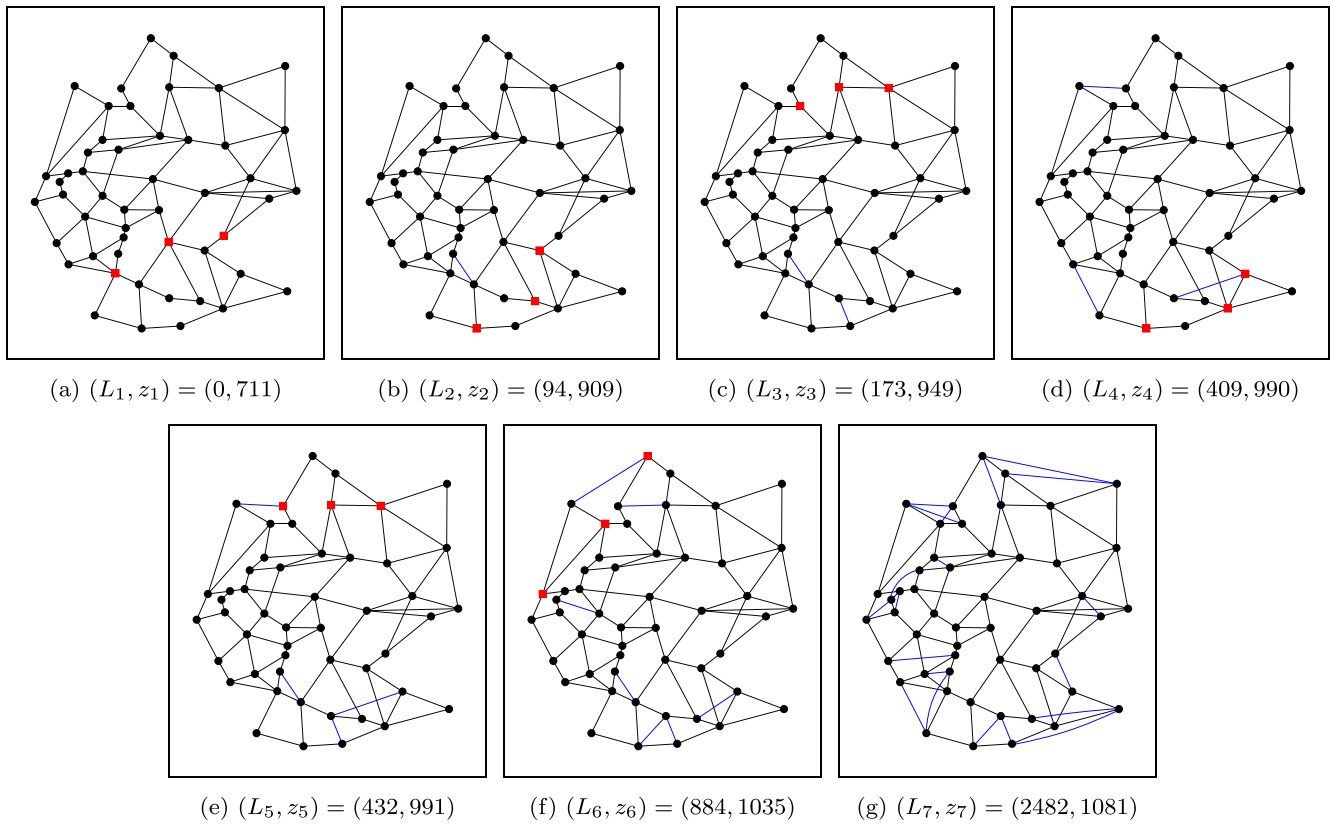 (a) (L₁, z₁) = (0, 711)
(b) (L₂, z₂) = (94, 909)
(c) (L₃, z₃) = (173, 949)
(d) (L₄, z₄) = (409, 990)
(e) (L₅, z₅) = (432, 991)
(f) (L₆, z₆) = (884, 1035)
(g) (L₇, z₇) = (2482, 1081)